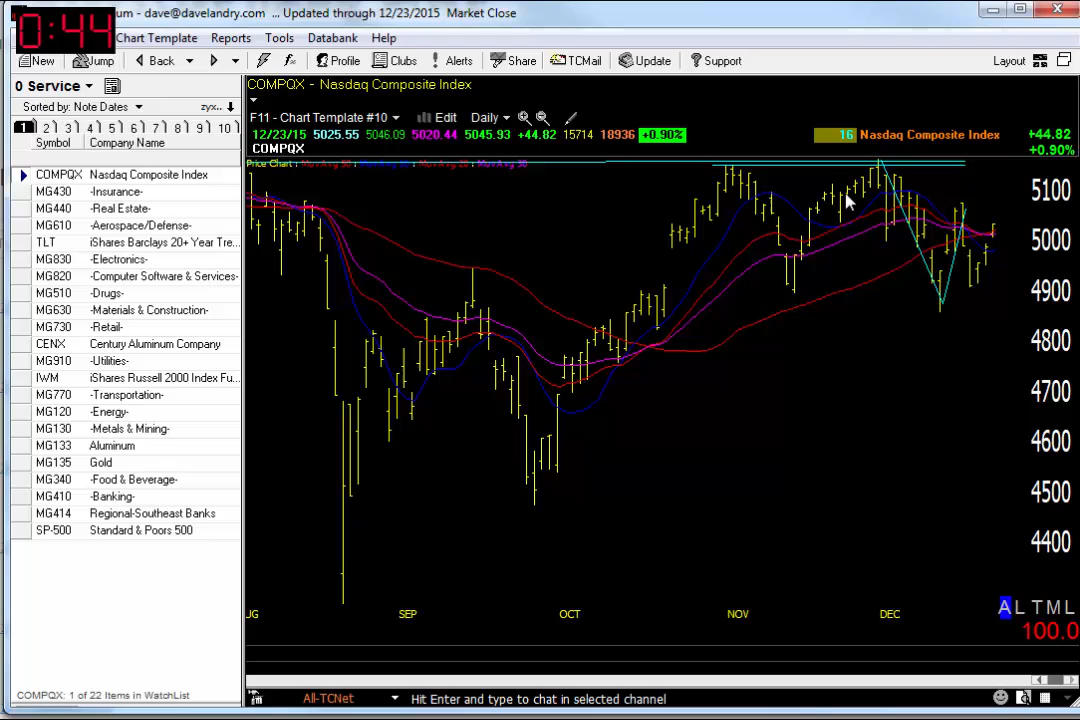 um - dave@davelandry.com ... Updated through 12/23/2015 Market Close
0:44
Chart Template Reports Tools Databank Help
New Jump Back Profile Clubs Alerts Share TCMail Update Support Layout
0 Service
Sorted by: Note Dates zyx..
1 2 3 4 5 6 7 8 9 10
Symbol Company Name
COMPQX Nasdaq Composite Index
MG430 -Insurance-
MG440 -Real Estate-
MG610 -Aerospace/Defense-
TLT iShares Barclays 20+ Year Tre...
MG830 -Electronics-
MG820 -Computer Software & Services-
MG510 -Drugs-
MG630 -Materials & Construction-
MG730 -Retail-
CENX Century Aluminum Company
MG910 -Utilities-
IWM iShares Russell 2000 Index Fu...
MG770 -Transportation-
MG120 -Energy-
MG130 -Metals & Mining-
MG133 Aluminum
MG135 Gold
MG340 -Food & Beverage-
MG410 -Banking-
MG414 Regional-Southeast Banks
SP-500 Standard & Poors 500
COMPQX: 1 of 22 Items in WatchList
COMPQX - Nasdaq Composite Index
F11 - Chart Template #10 Edit Daily
12/23/15 5025.55 5046.09 5020.44 5045.93 +44.82 15714 18936 +0.90% 16 Nasdaq Composite Index +44.82
COMPQX +0.90%
Price Chart
5100
5000
4900
4800
4700
4600
4500
4400
UG SEP OCT NOV DEC
A L T M L
100.0
All-TCNet Hit Enter and type to chat in selected channel